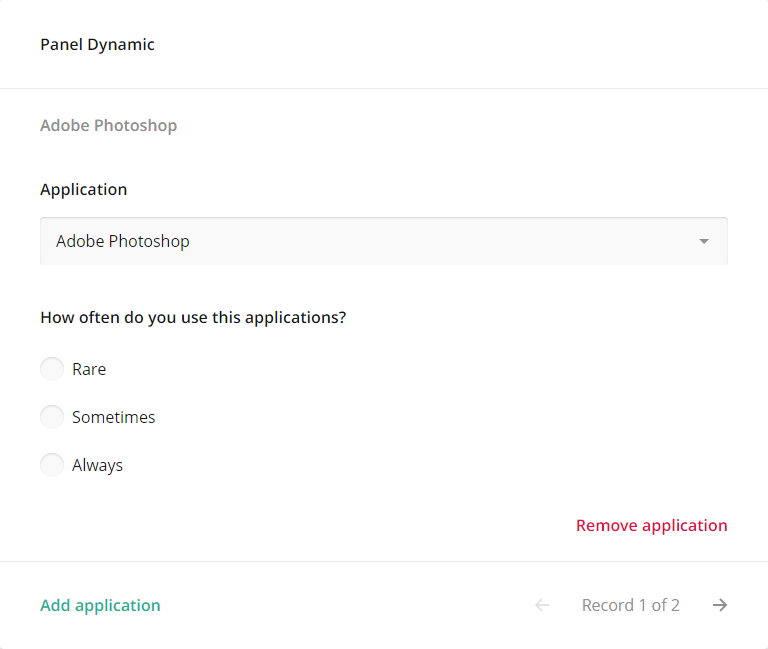 Panel Dynamic
Adobe Photoshop
Application
Adobe Photoshop
How often do you use this applications?
Rare
Sometimes
Always
Remove application
Add application
Record 1 of 2